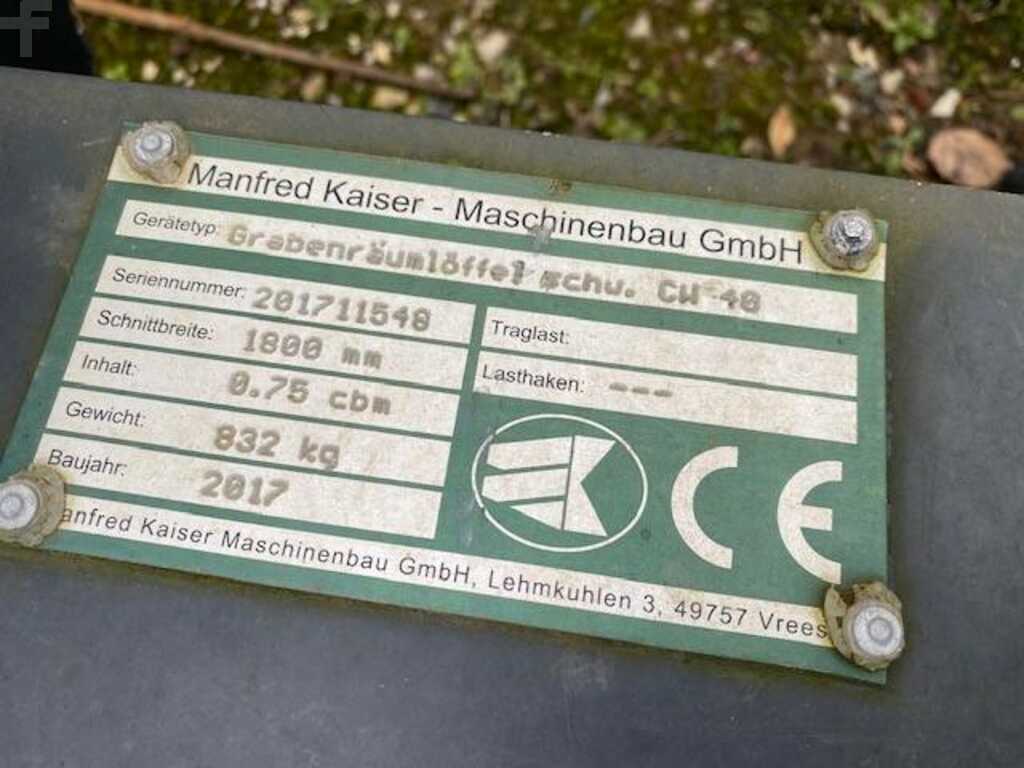 Manfred Kaiser - Maschinenbau GmbH
Gerätetyp: Grabenräumlöffel schw. CW 40
Seriennummer: 201711548
Schnittbreite: 1800 mm
Inhalt: 0.75 cbm
Gewicht: 832 kg
Baujahr: 2017
Traglast:
Lasthaken: ---
CE
Manfred Kaiser Maschinenbau GmbH, Lehmkuhlen 3, 49757 Vrees